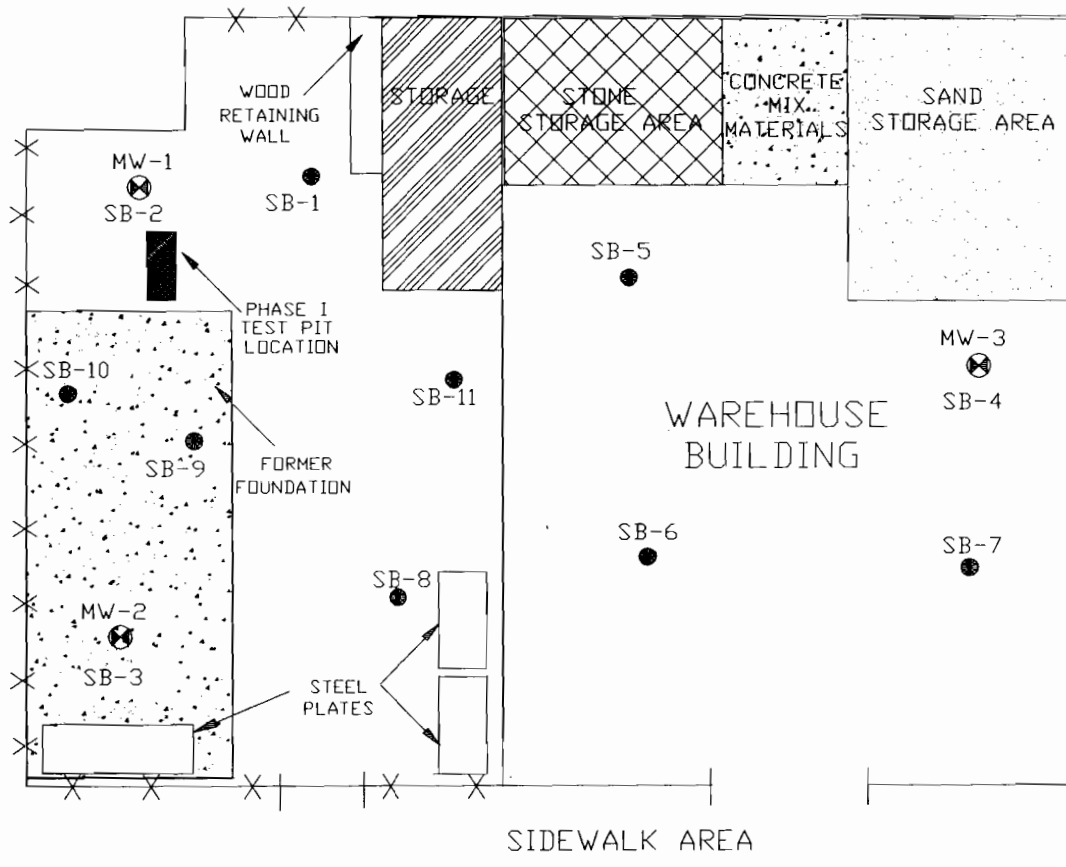 WOOD
RETAINING
WALL
STORAGE
STONE
STORAGE AREA
CONCRETE
MIX
MATERIALS
SAND
STORAGE AREA
MW-1
SB-2
SB-1
SB-5
PHASE I
TEST PIT
LOCATION
MW-3
SB-4
SB-10
SB-11
WAREHOUSE
BUILDING
SB-9
FORMER
FOUNDATION
SB-6
SB-7
SB-8
MW-2
SB-3
STEEL
PLATES
SIDEWALK AREA